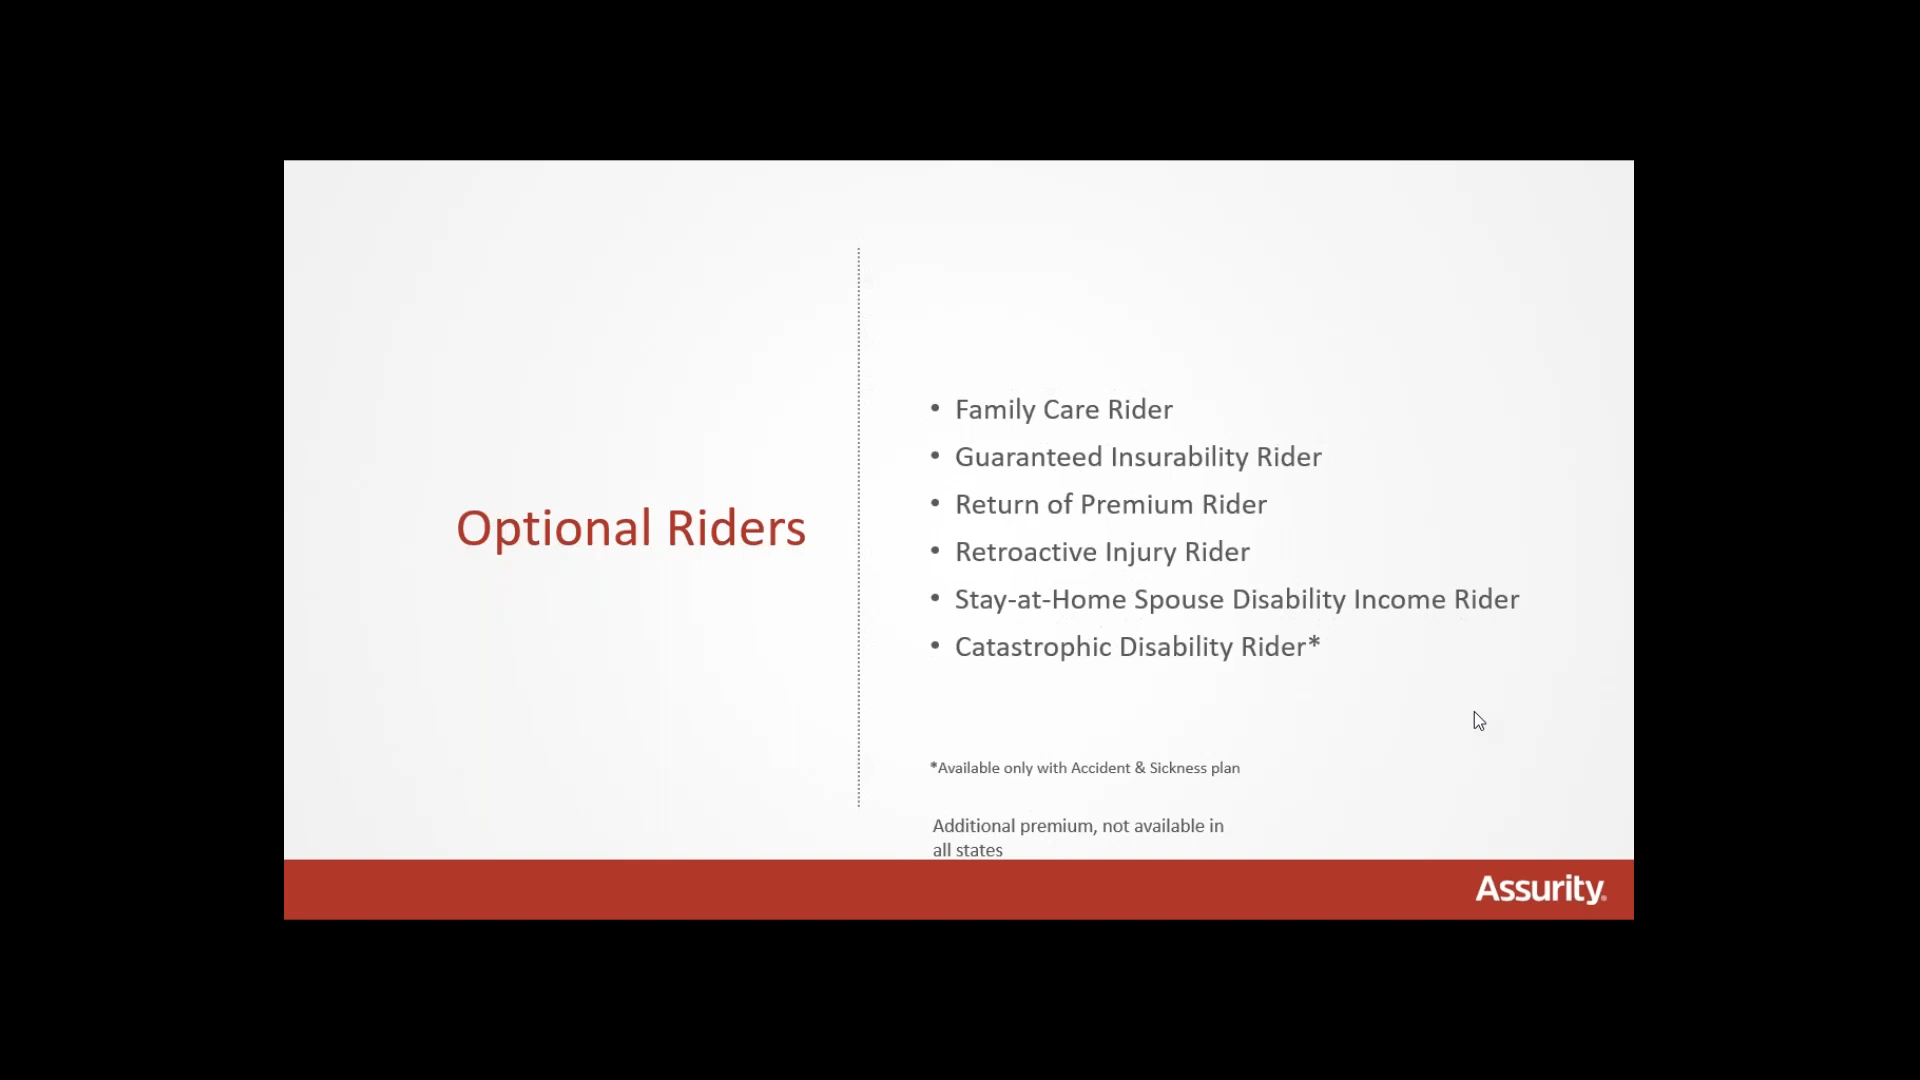 Optional Riders
• Family Care Rider
• Guaranteed Insurability Rider
• Return of Premium Rider
• Retroactive Injury Rider
• Stay-at-Home Spouse Disability Income Rider
• Catastrophic Disability Rider*
*Available only with Accident & Sickness plan
Additional premium, not available in
all states
Assurity®